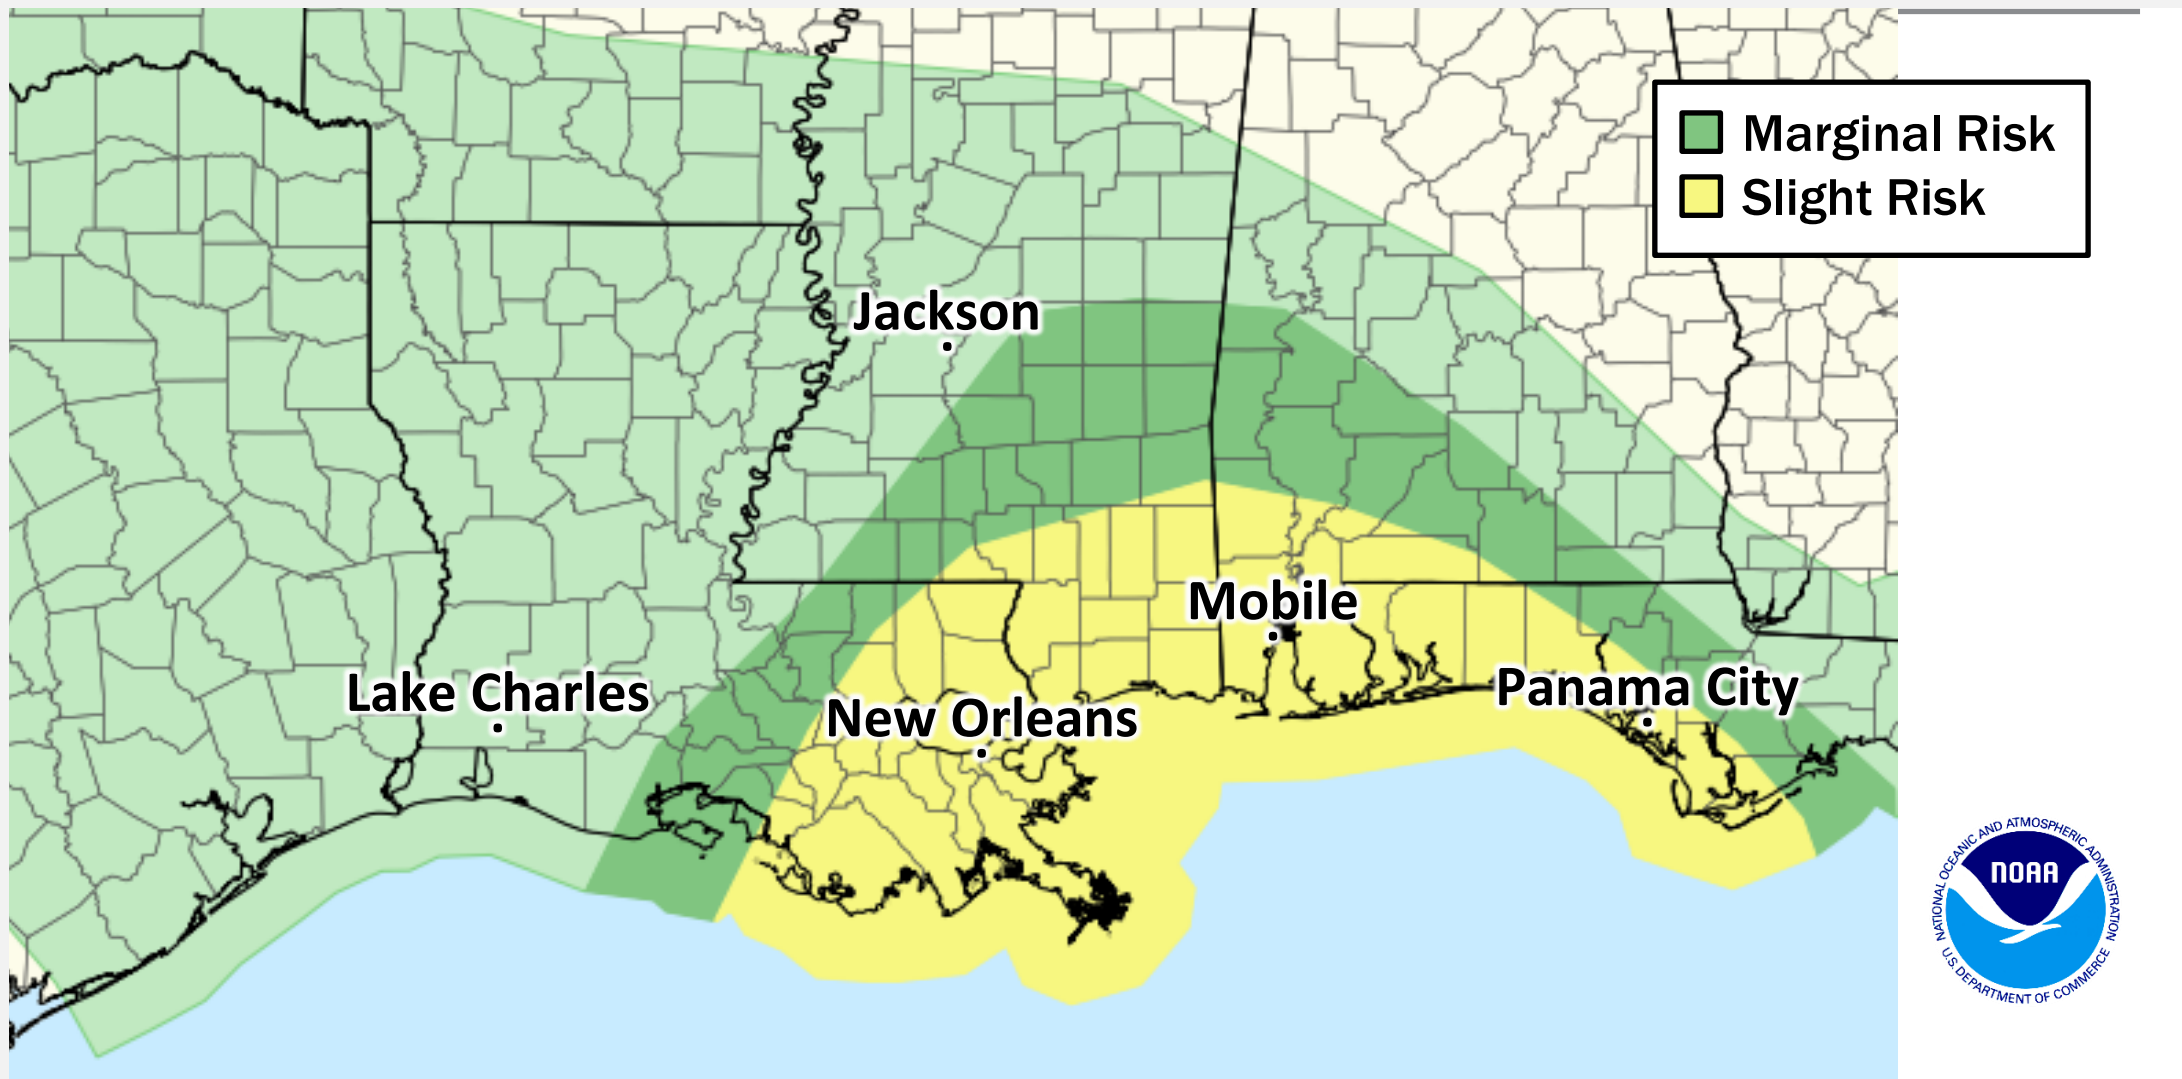 Marginal Risk
Slight Risk
Jackson
Mobile
Lake Charles
Panama City
New Orleans
NATIONAL OCEANIC AND ATMOSPHERIC ADMINISTRATION
NOAA
U.S. DEPARTMENT OF COMMERCE